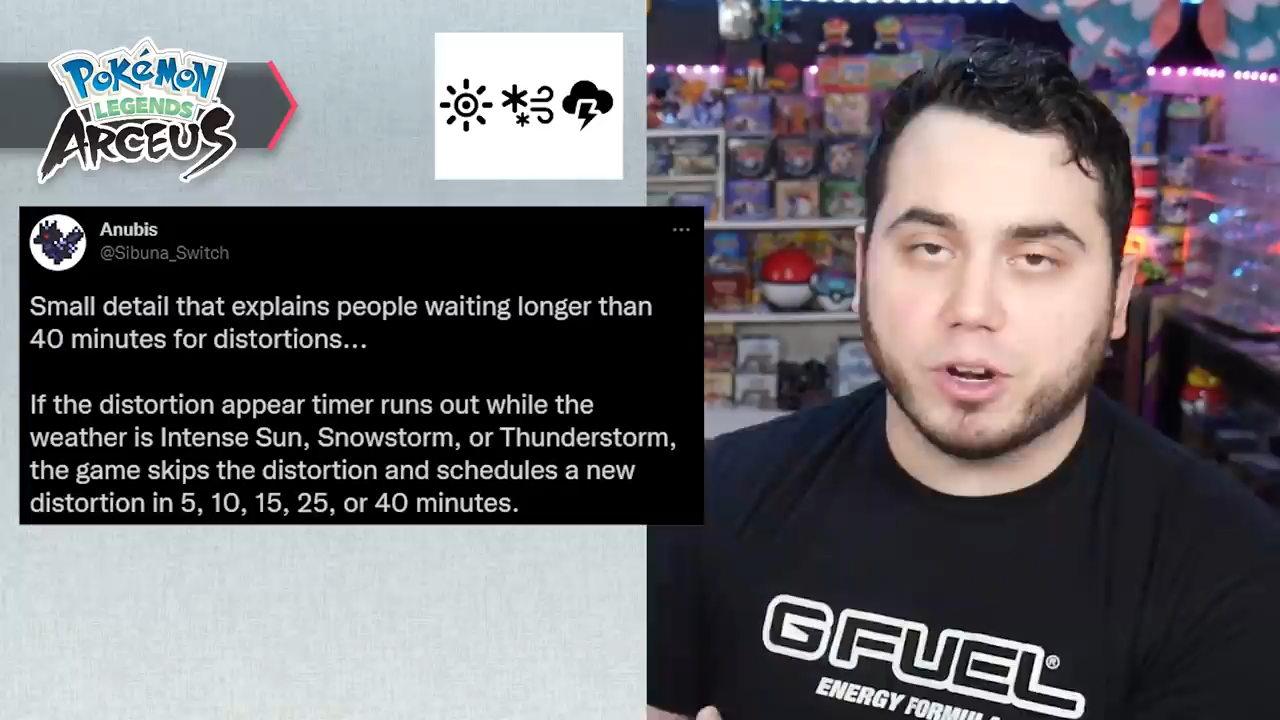 POKÉMON
LEGENDS
ARCEUS
Anubis
@Sibuna_Switch
Small detail that explains people waiting longer than
40 minutes for distortions...
If the distortion appear timer runs out while the
weather is Intense Sun, Snowstorm, or Thunderstorm,
the game skips the distortion and schedules a new
distortion in 5, 10, 15, 25, or 40 minutes.
G FUEL®
ENERGY FORMULA